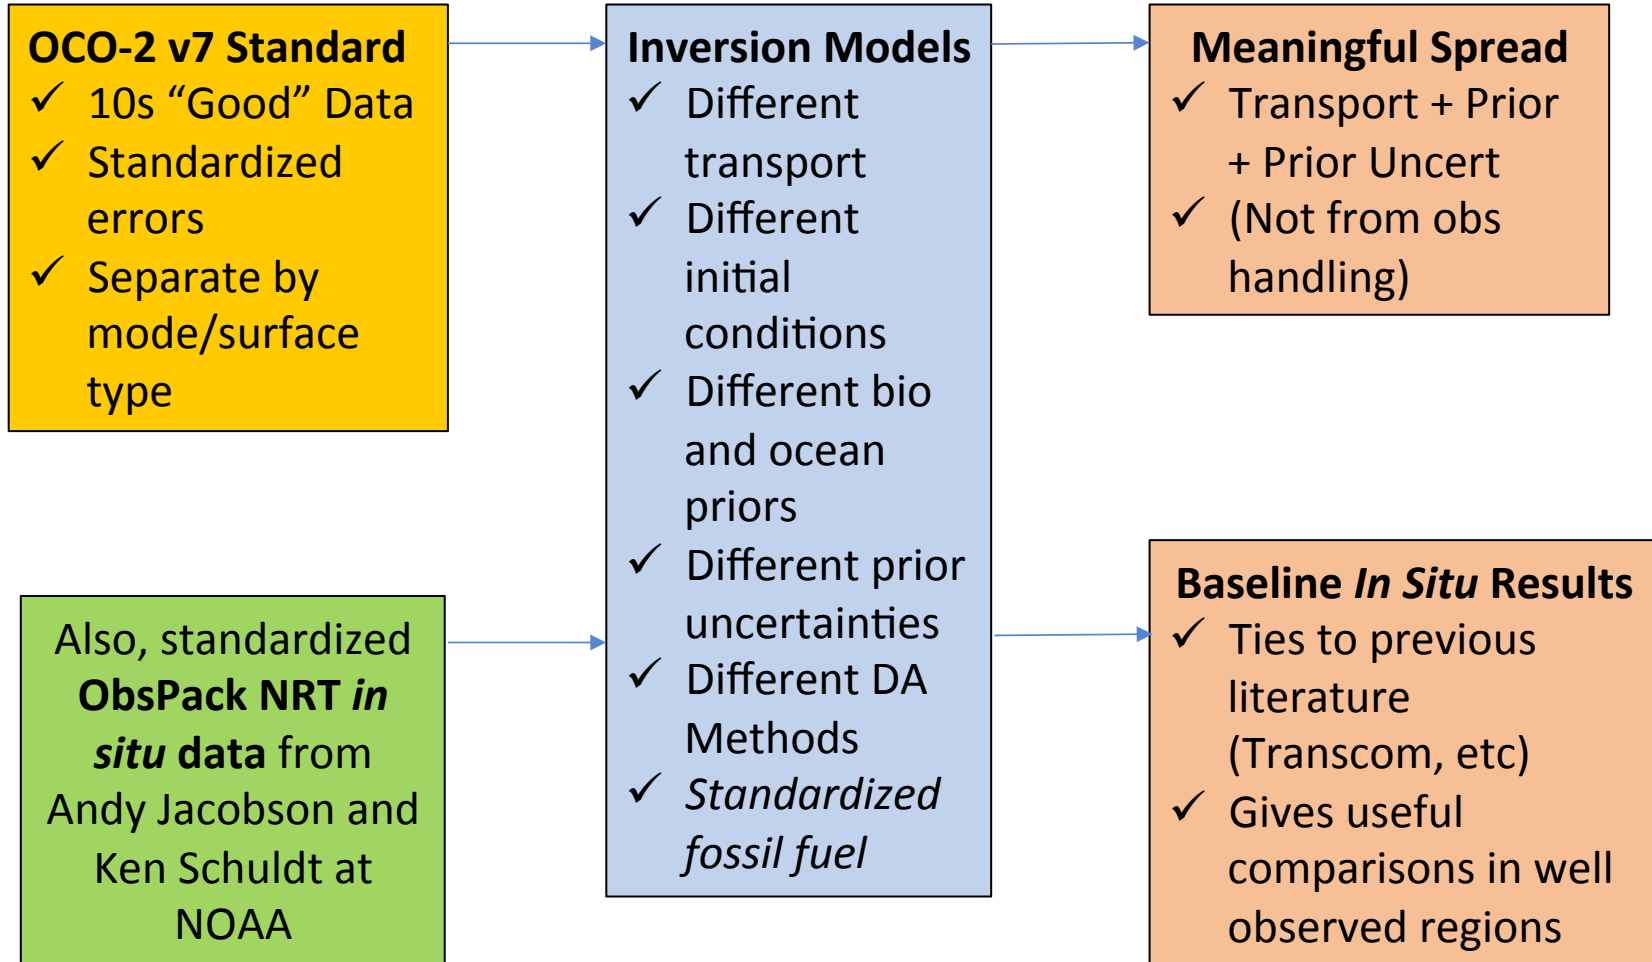 OCO-2 v7 Standard
✓ 10s “Good” Data
✓ Standardized
errors
✓ Separate by
mode/surface
type
Also, standardized
ObsPack NRT in
situ data from
Andy Jacobson and
Ken Schuldt at
NOAA
Inversion Models
✓ Different
transport
✓ Different
initial
conditions
✓ Different bio
and ocean
priors
✓ Different prior
uncertainties
✓ Different DA
Methods
✓ Standardized
fossil fuel
Meaningful Spread
✓ Transport + Prior
+ Prior Uncert
✓ (Not from obs
handling)
Baseline In Situ Results
✓ Ties to previous
literature
(Transcom, etc)
✓ Gives useful
comparisons in well
observed regions